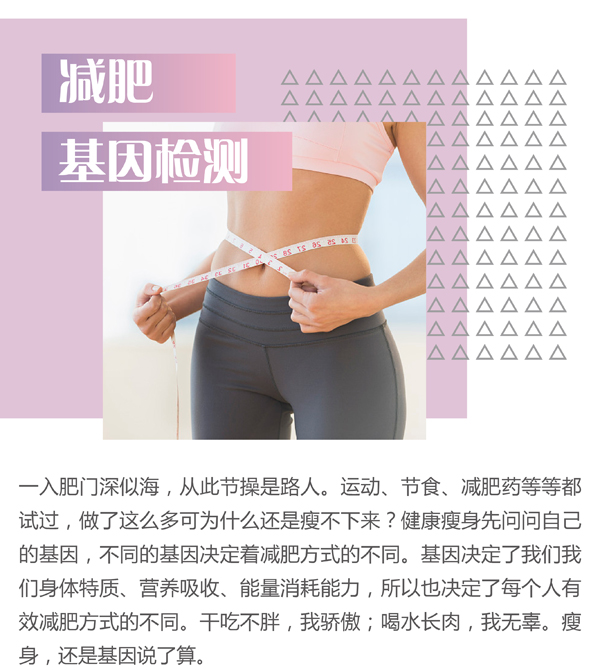 减肥
基因检测
一入肥门深似海，从此节操是路人。运动、节食、减肥药等等都
试过，做了这么多可为什么还是瘦不下来？健康瘦身先问问自己
的基因，不同的基因决定着减肥方式的不同。基因决定了我们我
们身体特质、营养吸收、能量消耗能力，所以也决定了每个人有
效减肥方式的不同。干吃不胖，我骄傲；喝水长肉，我无辜。瘦
身，还是基因说了算。